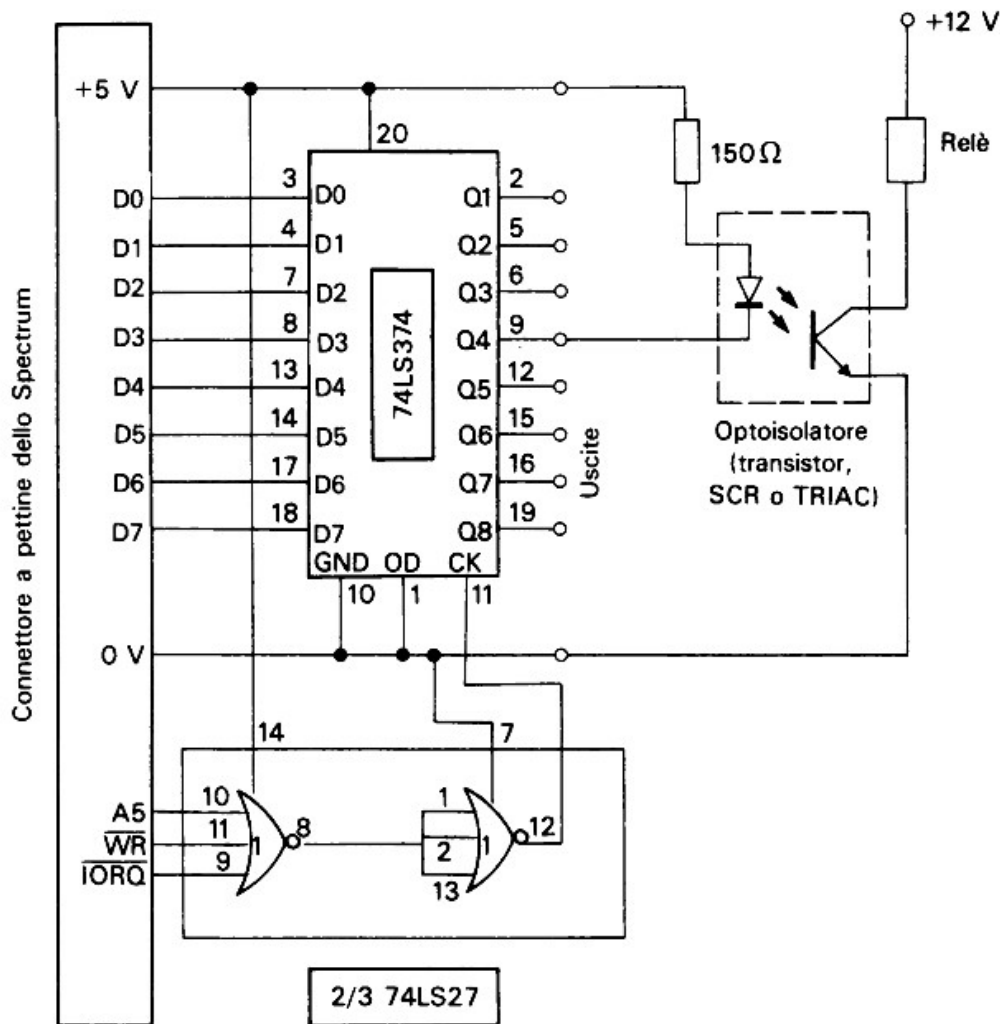 +12 V
+5 V
20
150Ω
Relè
D0 3 D0 Q1 2
D1 4 D1 Q2 5
D2 7 D2 Q3 6
D3 8 D3 Q4 9
D4 13 D4 Q5 12
D5 14 D5 Q6 15
D6 17 D6 Q7 16
D7 18 D7 Q8 19
74LS374
Uscite
Optoisolatore
(transistor,
SCR o TRIAC)
GND OD CK
10 1 11
0 V
Connettore a pettine dello Spectrum
14 7
A5 10
WR 11
IORQ 9
1
8
1
2
13
1
12
2/3 74LS27